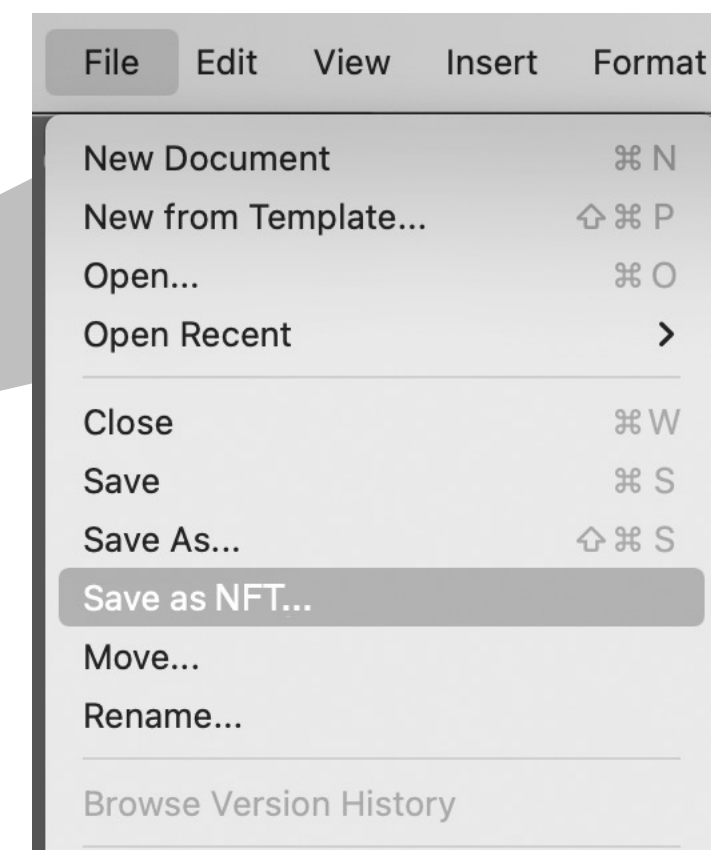 File Edit View Insert Format
New Document ⌘ N
New from Template... ⇧ ⌘ P
Open... ⌘ O
Open Recent >
Close ⌘ W
Save ⌘ S
Save As... ⇧ ⌘ S
Save as NFT...
Move...
Rename...
Browse Version History